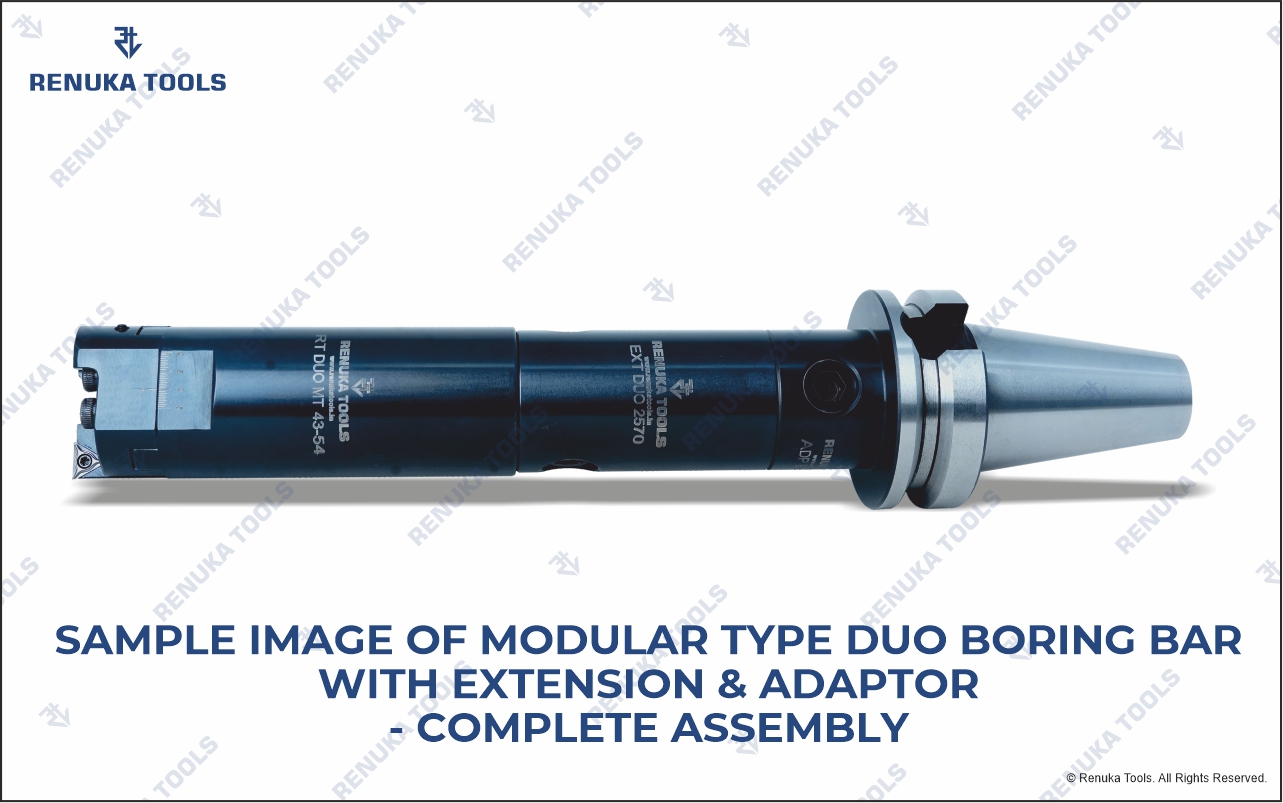 RENUKA TOOLS
RT DUO MT 43-54
www.renukatools.in
RENUKA TOOLS
EXT DUO 2570
www.renukatools.in
RENUKA TOOLS
SAMPLE IMAGE OF MODULAR TYPE DUO BORING BAR
WITH EXTENSION & ADAPTOR
- COMPLETE ASSEMBLY
© Renuka Tools. All Rights Reserved.